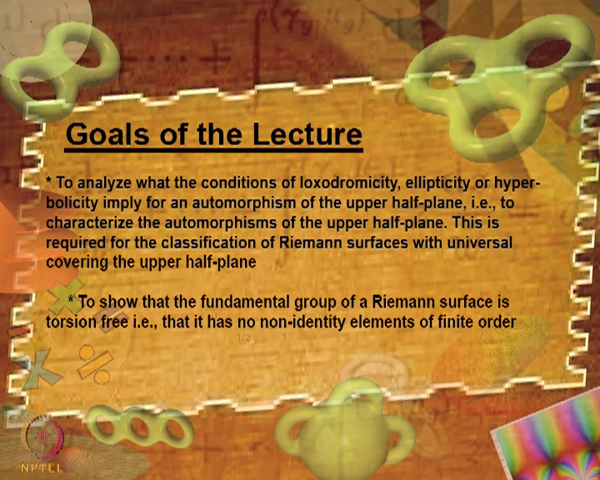 Goals of the Lecture
* To analyze what the conditions of loxodromicity, ellipticity or hyper-
bolicity imply for an automorphism of the upper half-plane, i.e., to
characterize the automorphisms of the upper half-plane. This is
required for the classification of Riemann surfaces with universal
covering the upper half-plane
* To show that the fundamental group of a Riemann surface is
torsion free i.e., that it has no non-identity elements of finite order
NPTEL